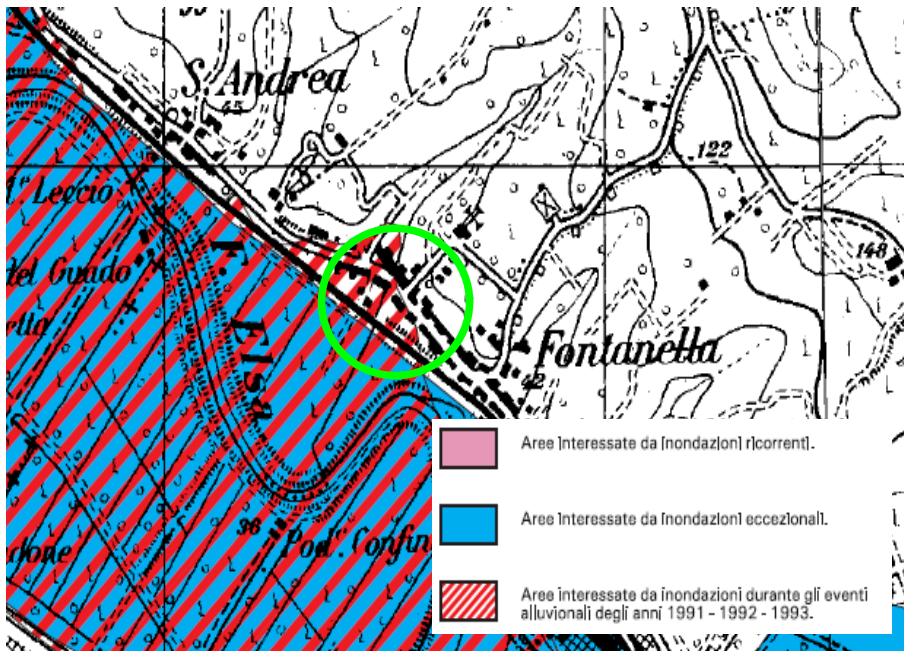 S. Andrea
45
122
Leccio
148
del Guado
F. Elsa
Fontanella
42
36
Pod.e Confin
Aree interessate da inondazioni ricorrenti.
Aree interessate da inondazioni eccezionali.
Aree interessate da inondazioni durante gli eventi
alluvionali degli anni 1991 - 1992 - 1993.